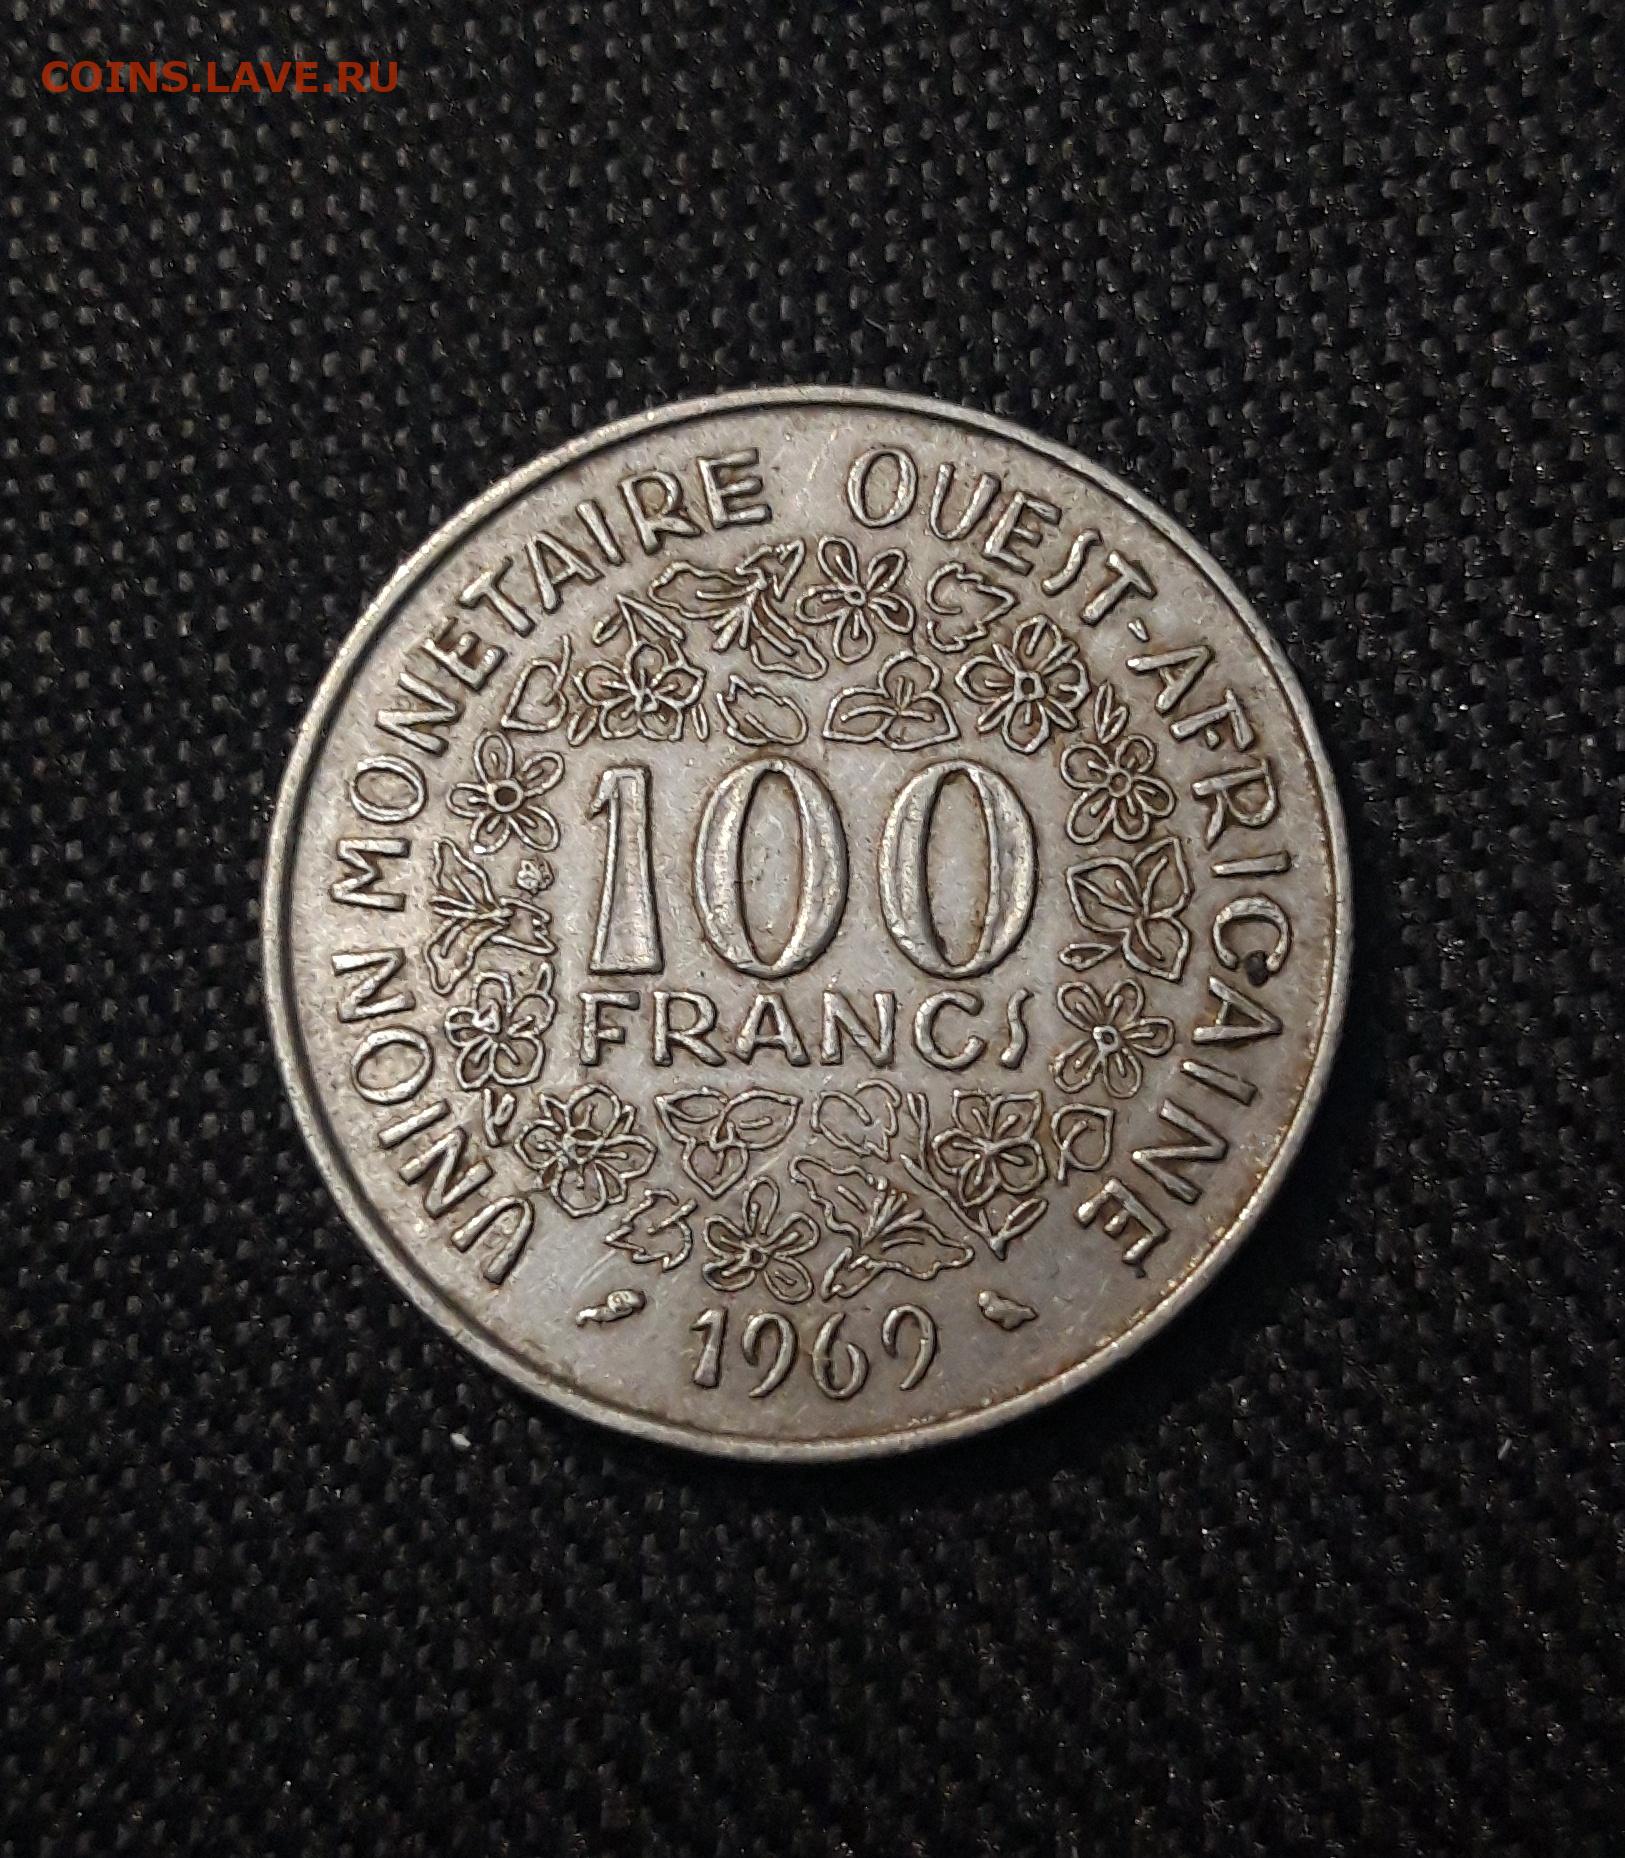 COINS.LAVE.RU
UNION MONETAIRE OUEST-AFRICAINE
100
FRANCS
1969